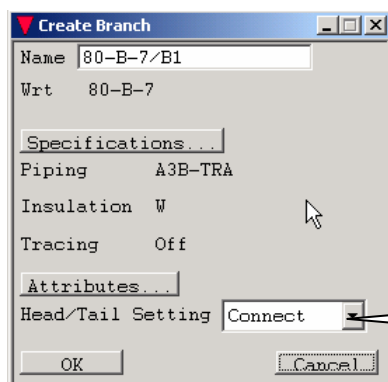 Create Branch
Name 80-B-7/B1
Wrt 80-B-7
Specifications...
Piping A3B-TRA
Insulation W
Tracing Off
Attributes...
Head/Tail Setting Connect
OK Cancel